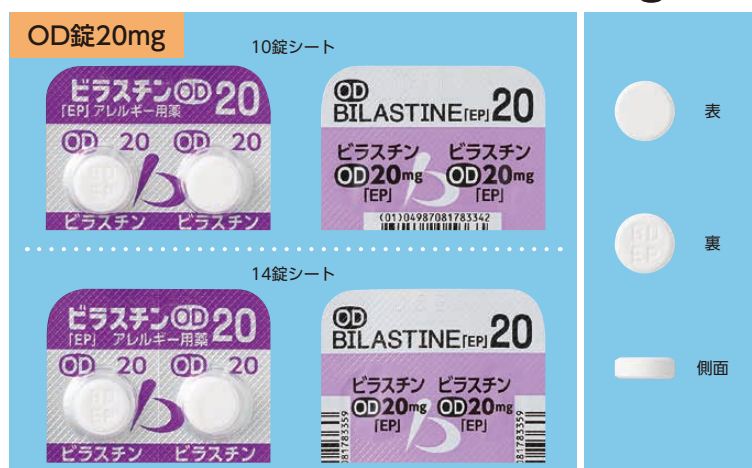 OD錠20mg
10錠シート
ビラスチンOD20
「EP」アレルギー用薬
OD 20 OD 20
ビラスチン ビラスチン
OD
BILASTINE「EP」20
ビラスチン ビラスチン
OD20mg OD20mg
「EP」 「EP」
(01)04987081783342
14錠シート
ビラスチンOD20
「EP」 アレルギー用薬
OD 20 OD 20
ビラスチン ビラスチン
OD
BILASTINE「EP」20
ビラスチン ビラスチン
OD20mg OD20mg
「EP」 「EP」
081783359
081783359
表
BD
EP
裏
側面